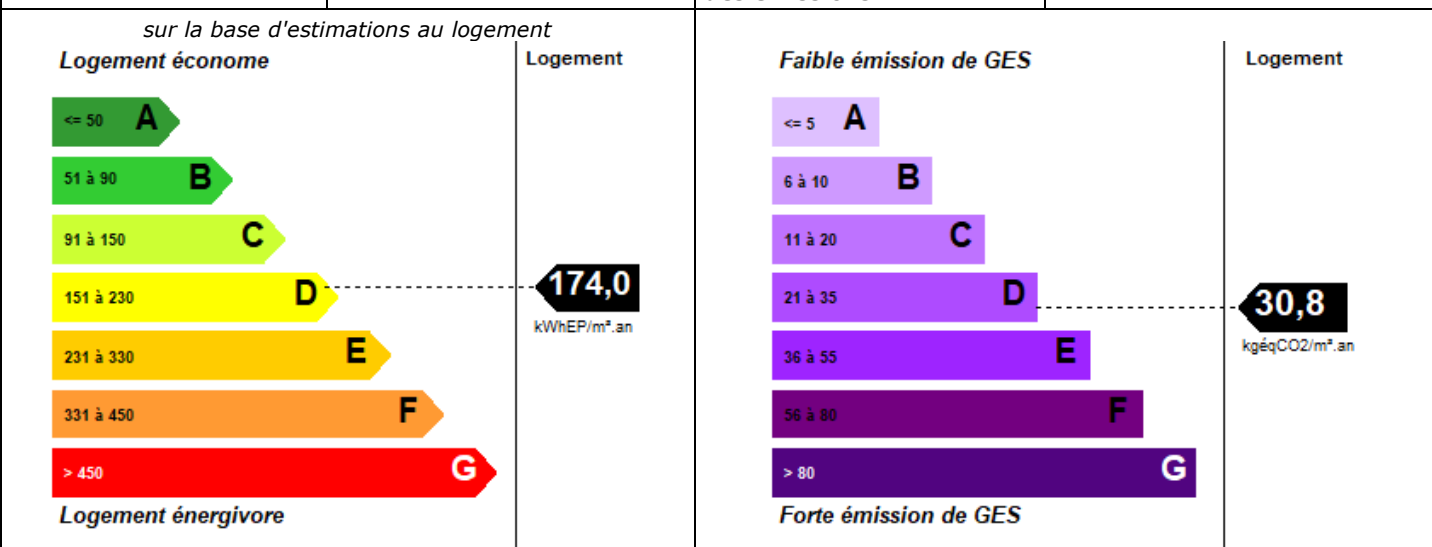 sur la base d'estimations au logement
Logement économe
Logement
<= 50 A
51 à 90 B
91 à 150 C
151 à 230 D
174,0
kWhEP/m².an
231 à 330 E
331 à 450 F
> 450 G
Logement énergivore
Faible émission de GES
Logement
<= 5 A
6 à 10 B
11 à 20 C
21 à 35 D
30,8
kgéqCO2/m².an
36 à 55 E
56 à 80 F
> 80 G
Forte émission de GES